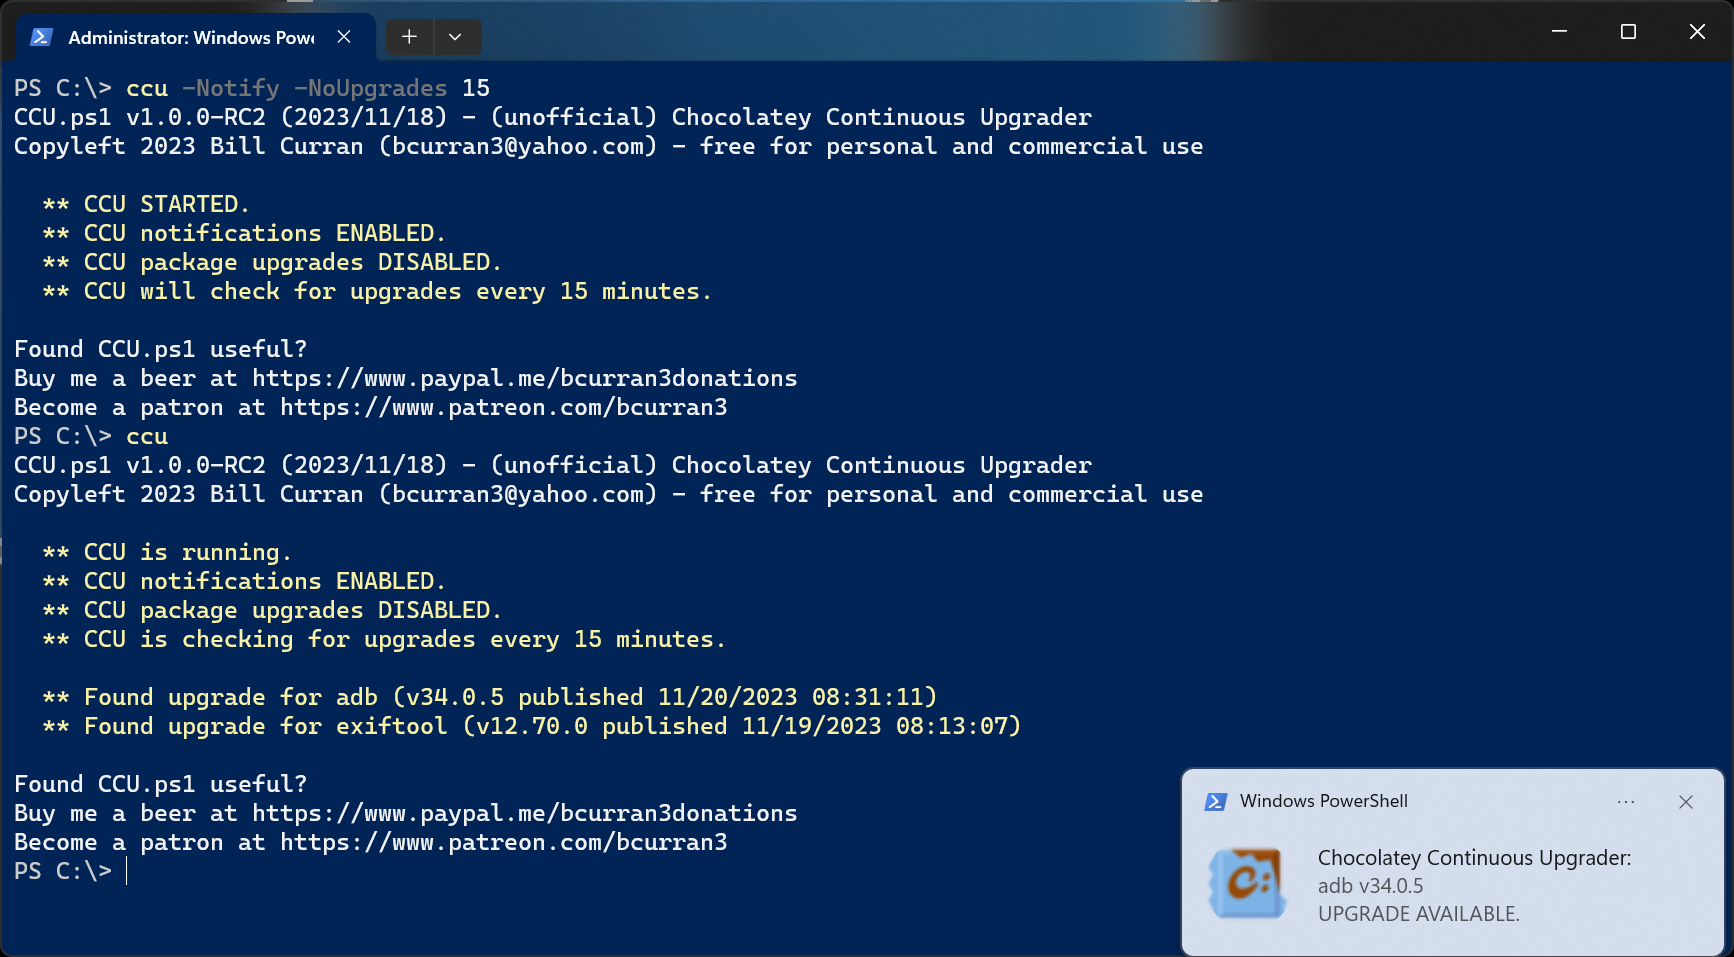 Administrator: Windows Pow
PS C:\> ccu -Notify -NoUpgrades 15
CCU.ps1 v1.0.0-RC2 (2023/11/18) - (unofficial) Chocolatey Continuous Upgrader
Copyleft 2023 Bill Curran (bcurran3@yahoo.com) - free for personal and commercial use
** CCU STARTED.
** CCU notifications ENABLED.
** CCU package upgrades DISABLED.
** CCU will check for upgrades every 15 minutes.
Found CCU.ps1 useful?
Buy me a beer at https://www.paypal.me/bcurran3donations
Become a patron at https://www.patreon.com/bcurran3
PS C:\> ccu
CCU.ps1 v1.0.0-RC2 (2023/11/18) - (unofficial) Chocolatey Continuous Upgrader
Copyleft 2023 Bill Curran (bcurran3@yahoo.com) - free for personal and commercial use
** CCU is running.
** CCU notifications ENABLED.
** CCU package upgrades DISABLED.
** CCU is checking for upgrades every 15 minutes.
** Found upgrade for adb (v34.0.5 published 11/20/2023 08:31:11)
** Found upgrade for exiftool (v12.70.0 published 11/19/2023 08:13:07)
Found CCU.ps1 useful?
Buy me a beer at https://www.paypal.me/bcurran3donations
Become a patron at https://www.patreon.com/bcurran3
PS C:\>
Windows PowerShell
c:
Chocolatey Continuous Upgrader:
adb v34.0.5
UPGRADE AVAILABLE.